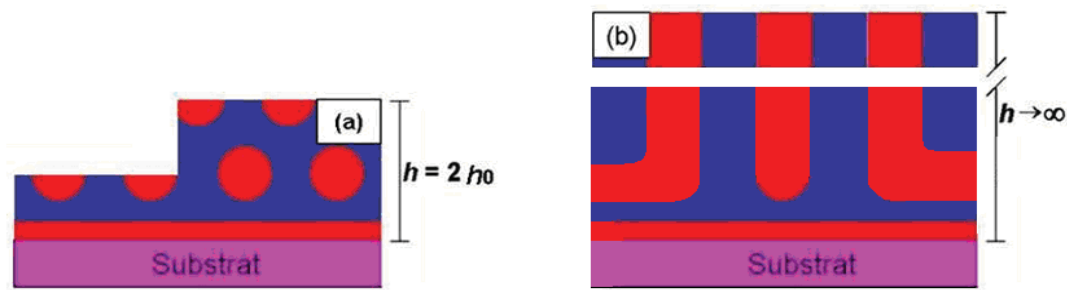 (a)
h = 2 h0
Substrat
(b)
h→∞
Substrat